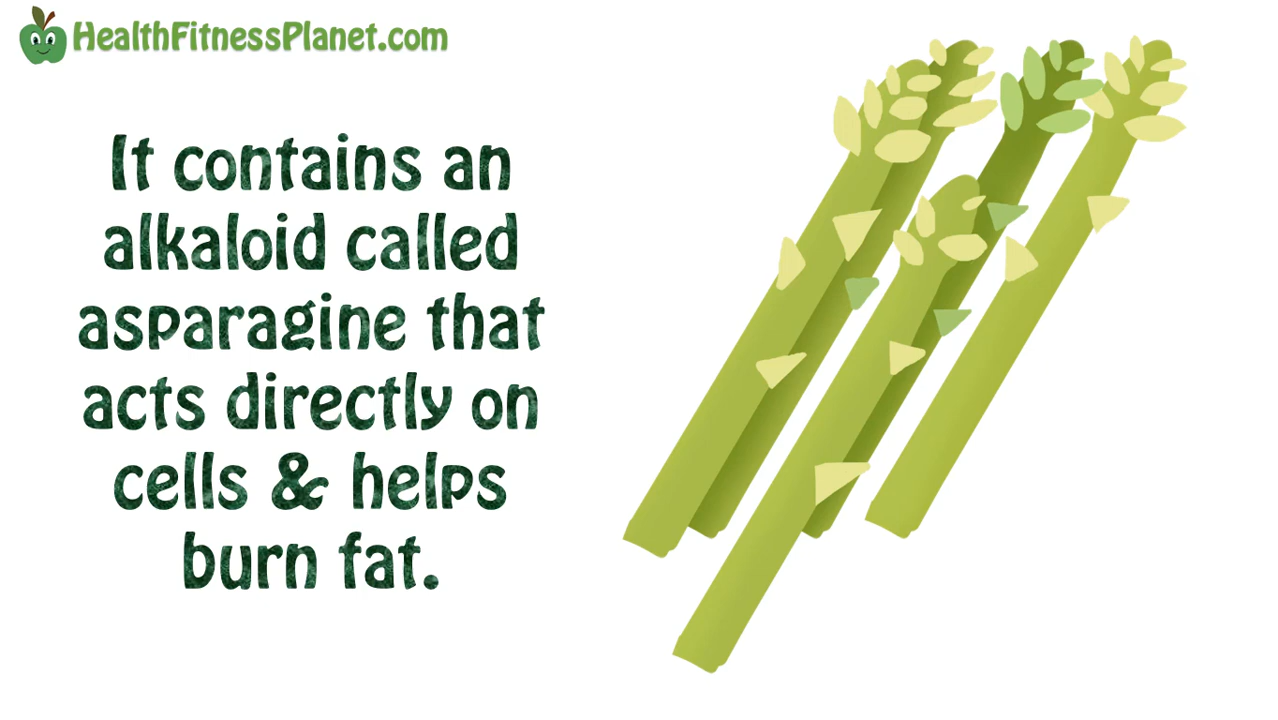 HealthFitnessPlanet.com
It contains an
alkaloid called
asparagine that
acts directly on
cells & helps
burn fat.